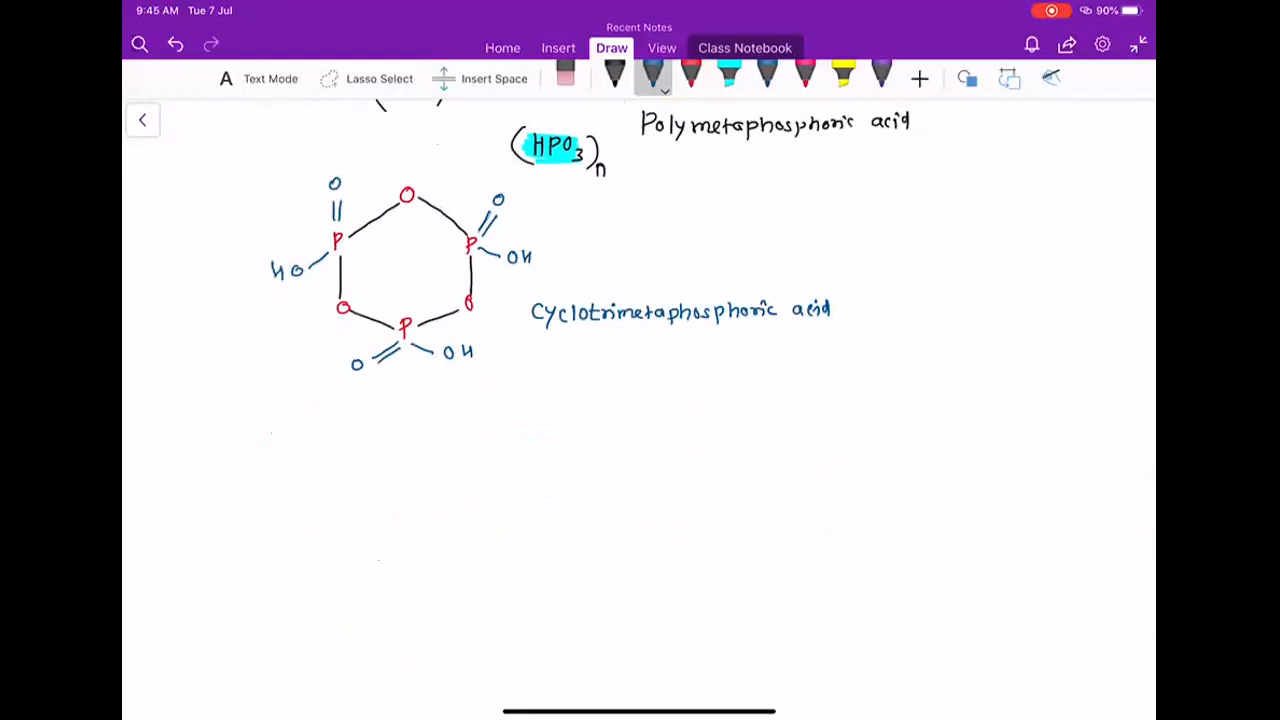 9:45 AM Tue 7 Jul
90%
Recent Notes
Home Insert Draw View Class Notebook
A Text Mode Lasso Select Insert Space
Polymetaphosphoric acid
(HPO3)n
O O O
P P
HO OH
O O
P
O OH
Cyclotrimetaphosphoric acid